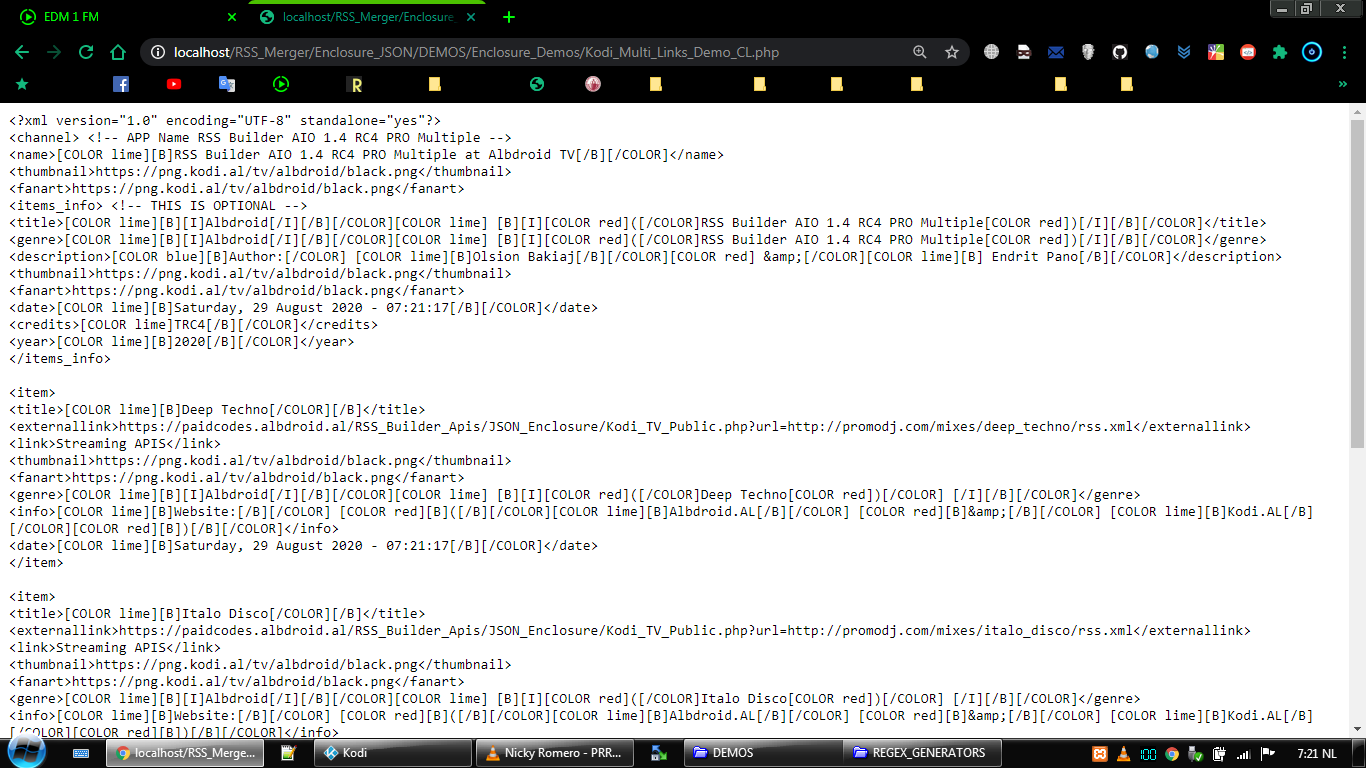 EDM 1 FM
localhost/RSS_Merger/Enclosure
localhost/RSS_Merger/Enclosure_JSON/DEMOS/Enclosure_Demos/Kodi_Multi_Links_Demo_CL.php
<?xml version="1.0" encoding="UTF-8" standalone="yes"?>
<channel> <!-- APP Name RSS Builder AIO 1.4 RC4 PRO Multiple -->
<name>[COLOR lime][B]RSS Builder AIO 1.4 RC4 PRO Multiple at Albdroid TV[/B][/COLOR]</name>
<thumbnail>https://png.kodi.al/tv/albdroid/black.png</thumbnail>
<fanart>https://png.kodi.al/tv/albdroid/black.png</fanart>
<items_info> <!-- THIS IS OPTIONAL -->
<title>[COLOR lime][B][I]Albdroid[/I][/B][/COLOR][COLOR lime] [B][I][COLOR red]([/COLOR]RSS Builder AIO 1.4 RC4 PRO Multiple[COLOR red])[/I][/B][/COLOR]</title>
<genre>[COLOR lime][B][I]Albdroid[/I][/B][/COLOR][COLOR lime] [B][I][COLOR red]([/COLOR]RSS Builder AIO 1.4 RC4 PRO Multiple[COLOR red])[/I][/B][/COLOR]</genre>
<description>[COLOR blue][B]Author:[/COLOR] [COLOR lime][B]Olsion Bakiaj[/B][/COLOR][COLOR red] &amp;[/COLOR][COLOR lime][B] Endrit Pano[/B][/COLOR]</description>
<thumbnail>https://png.kodi.al/tv/albdroid/black.png</thumbnail>
<fanart>https://png.kodi.al/tv/albdroid/black.png</fanart>
<date>[COLOR lime][B]Saturday, 29 August 2020 - 07:21:17[/B][/COLOR]</date>
<credits>[COLOR lime]TRC4[/B][/COLOR]</credits>
<year>[COLOR lime][B]2020[/B][/COLOR]</year>
</items_info>
<item>
<title>[COLOR lime][B]Deep Techno[/COLOR][/B]</title>
<externallink>https://paidcodes.albdroid.al/RSS_Builder_Apis/JSON_Enclosure/Kodi_TV_Public.php?url=http://promodj.com/mixes/deep_techno/rss.xml</externallink>
<link>Streaming APIS</link>
<thumbnail>https://png.kodi.al/tv/albdroid/black.png</thumbnail>
<fanart>https://png.kodi.al/tv/albdroid/black.png</fanart>
<genre>[COLOR lime][B][I]Albdroid[/I][/B][/COLOR][COLOR lime] [B][I][COLOR red]([/COLOR]Deep Techno[COLOR red])[/COLOR] [/I][/B][/COLOR]</genre>
<info>[COLOR lime][B]Website:[/B][/COLOR] [COLOR red][B]([/B][/COLOR][COLOR lime][B]Albdroid.AL[/B][/COLOR] [COLOR red][B]&amp;[/B][/COLOR] [COLOR lime][B]Kodi.AL[/B]
[/COLOR][COLOR red][B])[/B][/COLOR]</info>
<date>[COLOR lime][B]Saturday, 29 August 2020 - 07:21:17[/B][/COLOR]</date>
</item>
<item>
<title>[COLOR lime][B]Italo Disco[/COLOR][/B]</title>
<externallink>https://paidcodes.albdroid.al/RSS_Builder_Apis/JSON_Enclosure/Kodi_TV_Public.php?url=http://promodj.com/mixes/italo_disco/rss.xml</externallink>
<link>Streaming APIS</link>
<thumbnail>https://png.kodi.al/tv/albdroid/black.png</thumbnail>
<fanart>https://png.kodi.al/tv/albdroid/black.png</fanart>
<genre>[COLOR lime][B][I]Albdroid[/I][/B][/COLOR][COLOR lime] [B][I][COLOR red]([/COLOR]Italo Disco[COLOR red])[/COLOR] [/I][/B][/COLOR]</genre>
<info>[COLOR lime][B]Website:[/B][/COLOR] [COLOR red][B]([/B][/COLOR][COLOR lime][B]Albdroid.AL[/B][/COLOR] [COLOR red][B]&amp;[/B][/COLOR] [COLOR lime][B]Kodi.AL[/B]
[/COLOR][COLOR red][B])[/B][/COLOR]</info>
localhost/RSS_Merge... Kodi Nicky Romero - PRR... DEMOS REGEX_GENERATORS 7:21 NL